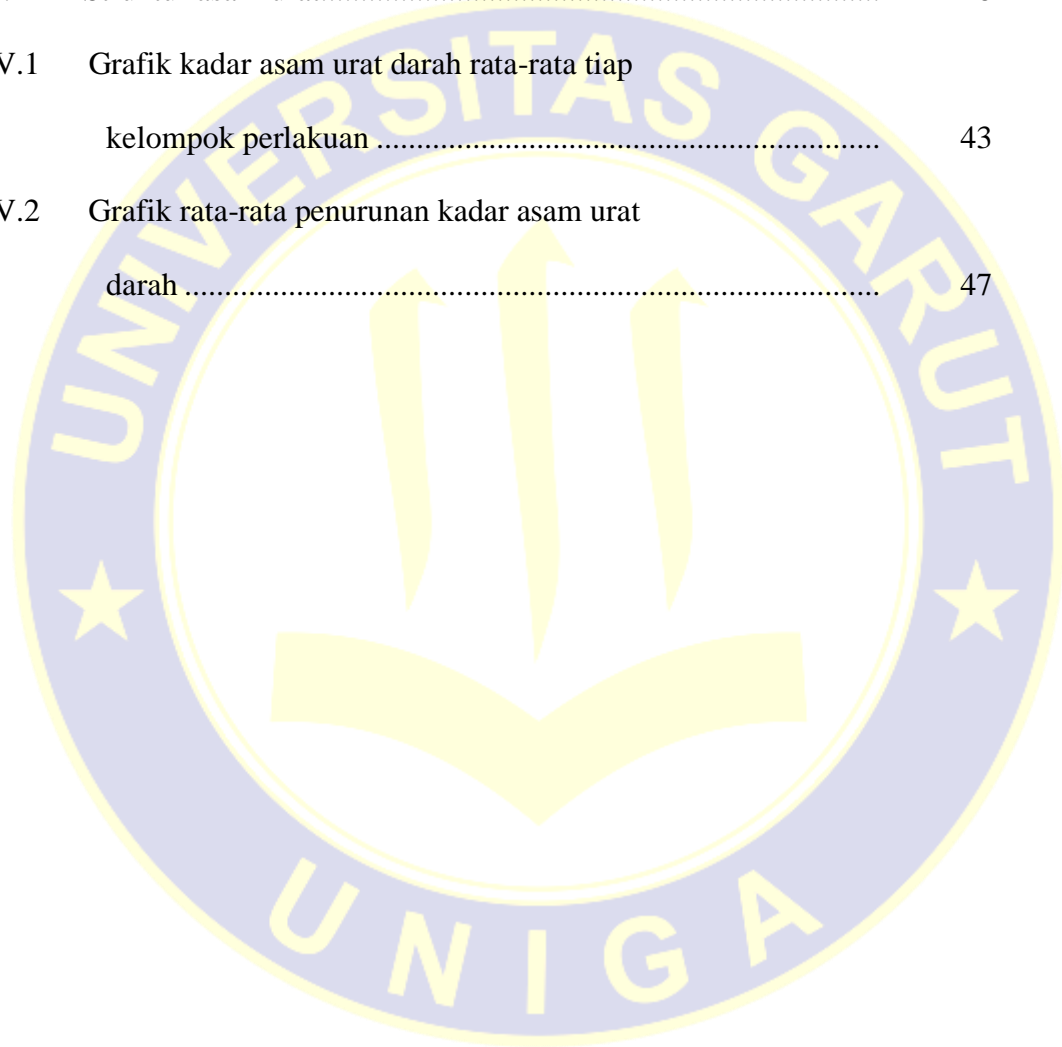 V.1 Grafik kadar asam urat darah rata-rata tiap
kelompok perlakuan ............................................................... 43
V.2 Grafik rata-rata penurunan kadar asam urat
darah ........................................................................................ 47
UNIVERSITAS GARUT
UNIGA